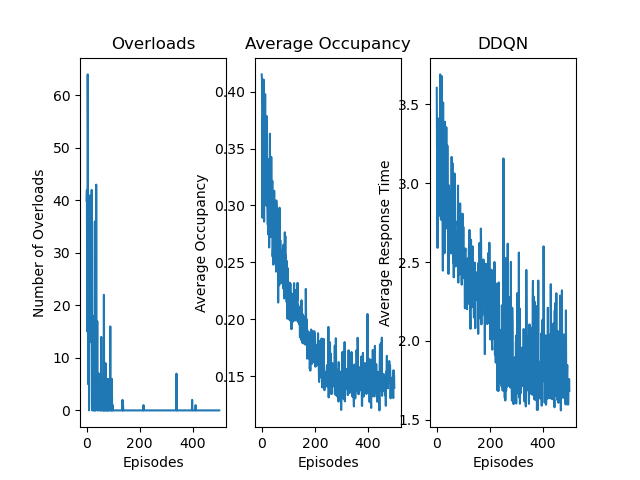 Overloads
Number of Overloads
60
50
40
30
20
10
0
0 200 400
Episodes
Average Occupancy
Average Occupancy
0.40
0.35
0.30
0.25
0.20
0.15
0 200 400
Episodes
DDQN
Average Response Time
3.5
3.0
2.5
2.0
1.5
0 200 400
Episodes